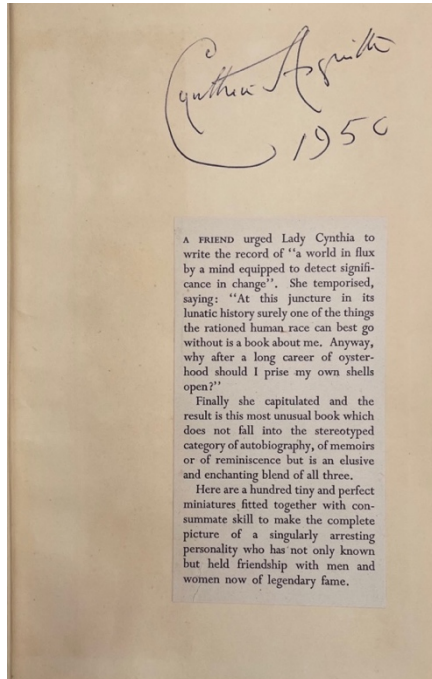 Cynthia Asquith
1950
A FRIEND urged Lady Cynthia to
write the record of "a world in flux
by a mind equipped to detect signifi-
cance in change". She temporised,
saying: "At this juncture in its
lunatic history surely one of the things
the rationed human race can best go
without is a book about me. Anyway,
why after a long career of oyster-
hood should I prise my own shells
open?"
Finally she capitulated and the
result is this most unusual book which
does not fall into the stereotyped
category of autobiography, of memoirs
or of reminiscence but is an elusive
and enchanting blend of all three.
Here are a hundred tiny and perfect
miniatures fitted together with con-
summate skill to make the complete
picture of a singularly arresting
personality who has not only known
but held friendship with men and
women now of legendary fame.